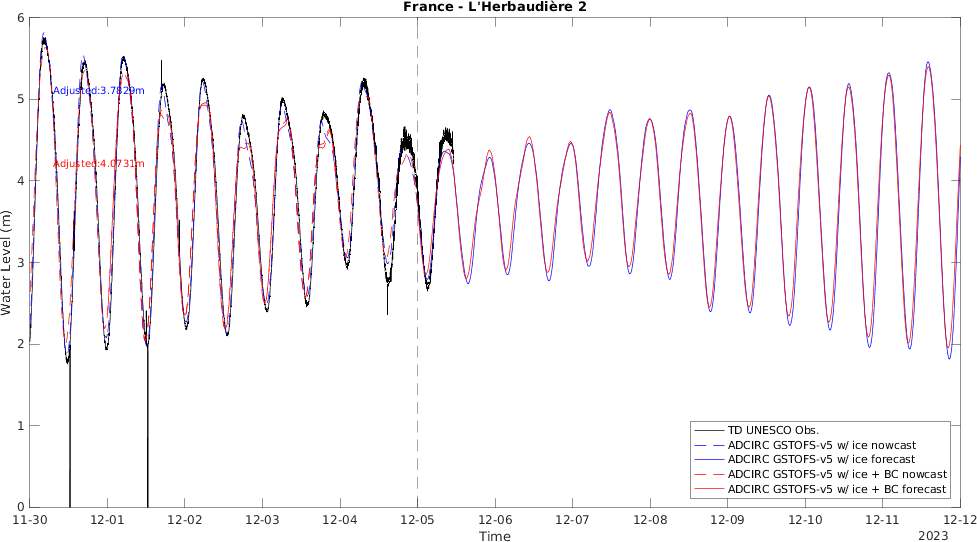 France - L'Herbaudière 2
6
5
4
3
2
1
0
Water Level (m)
Adjusted:3.7829m
Adjusted:4.0731m
TD UNESCO Obs.
ADCIRC GSTOFS-v5 w/ ice nowcast
ADCIRC GSTOFS-v5 w/ ice forecast
ADCIRC GSTOFS-v5 w/ ice + BC nowcast
ADCIRC GSTOFS-v5 w/ ice + BC forecast
11-30 12-01 12-02 12-03 12-04 12-05 12-06 12-07 12-08 12-09 12-10 12-11 12-12
Time
2023